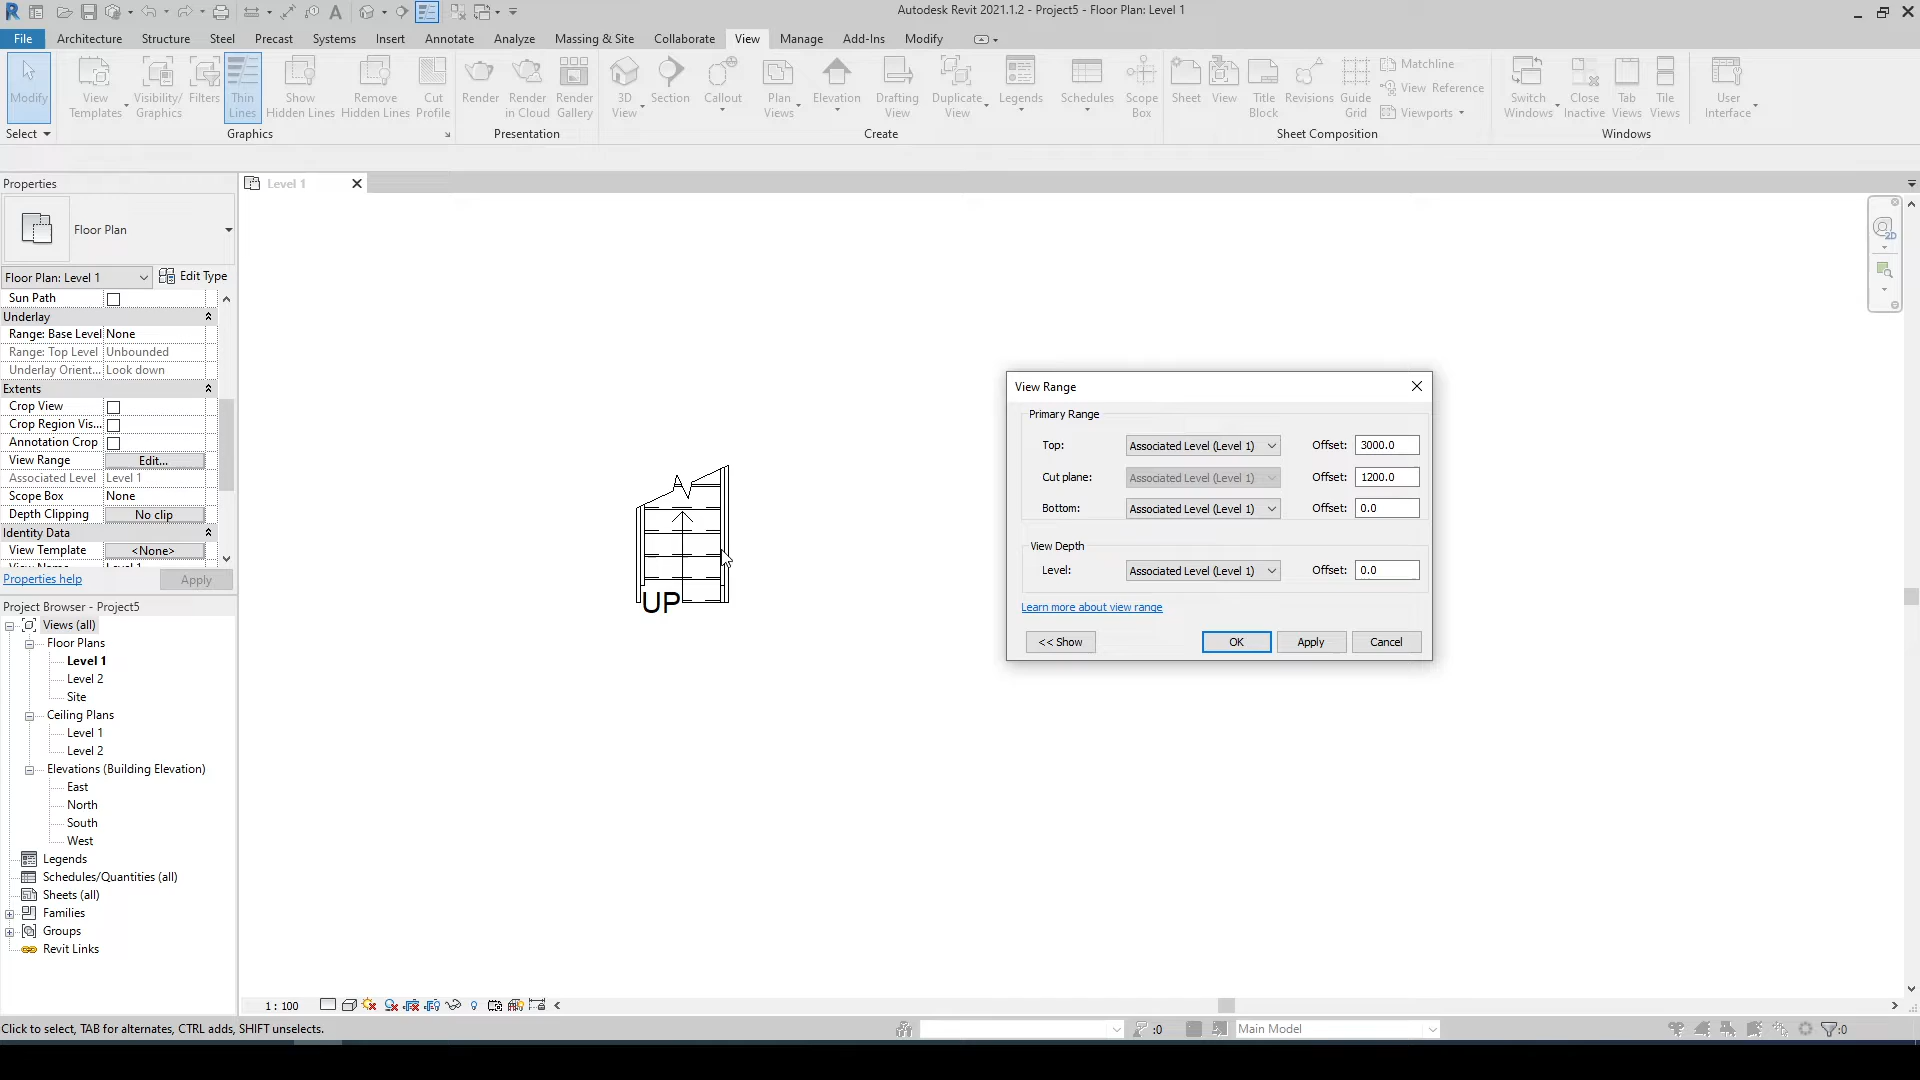 Autodesk Revit 2021.1.2 - Project5 - Floor Plan: Level 1
File Architecture Structure Steel Precast Systems Insert Annotate Analyze Massing & Site Collaborate View Manage Add-Ins Modify
Modify
View Templates
Visibility/ Graphics
Filters
Thin Lines
Show Hidden Lines
Remove Hidden Lines
Cut Profile
Render
Render in Cloud
Render Gallery
3D View
Section
Callout
Plan Views
Elevation
Drafting View
Duplicate View
Legends
Schedules
Scope Box
Sheet
View
Title Block
Revisions
Guide Grid
Matchline
View Reference
Viewports
Switch Windows
Close Inactive
Tab Views
Tile Views
User Interface
Select Graphics Presentation Create Sheet Composition Windows
Properties
Level 1
Floor Plan
Floor Plan: Level 1 Edit Type
Sun Path
Underlay
Range: Base Level None
Range: Top Level Unbounded
Underlay Orient... Look down
Extents
Crop View
Crop Region Vis...
Annotation Crop
View Range Edit...
Associated Level Level 1
Scope Box None
Depth Clipping No clip
Identity Data
View Template <None>
Properties help Apply
Project Browser - Project5
Views (all)
Floor Plans
Level 1
Level 2
Site
Ceiling Plans
Level 1
Level 2
Elevations (Building Elevation)
East
North
South
West
Legends
Schedules/Quantities (all)
Sheets (all)
Families
Groups
Revit Links
UP
2D
View Range
Primary Range
Top: Associated Level (Level 1) Offset: 3000.0
Cut plane: Associated Level (Level 1) Offset: 1200.0
Bottom: Associated Level (Level 1) Offset: 0.0
View Depth
Level: Associated Level (Level 1) Offset: 0.0
Learn more about view range
<< Show OK Apply Cancel
1 : 100
Click to select, TAB for alternates, CTRL adds, SHIFT unselects.
:0
Main Model
:0